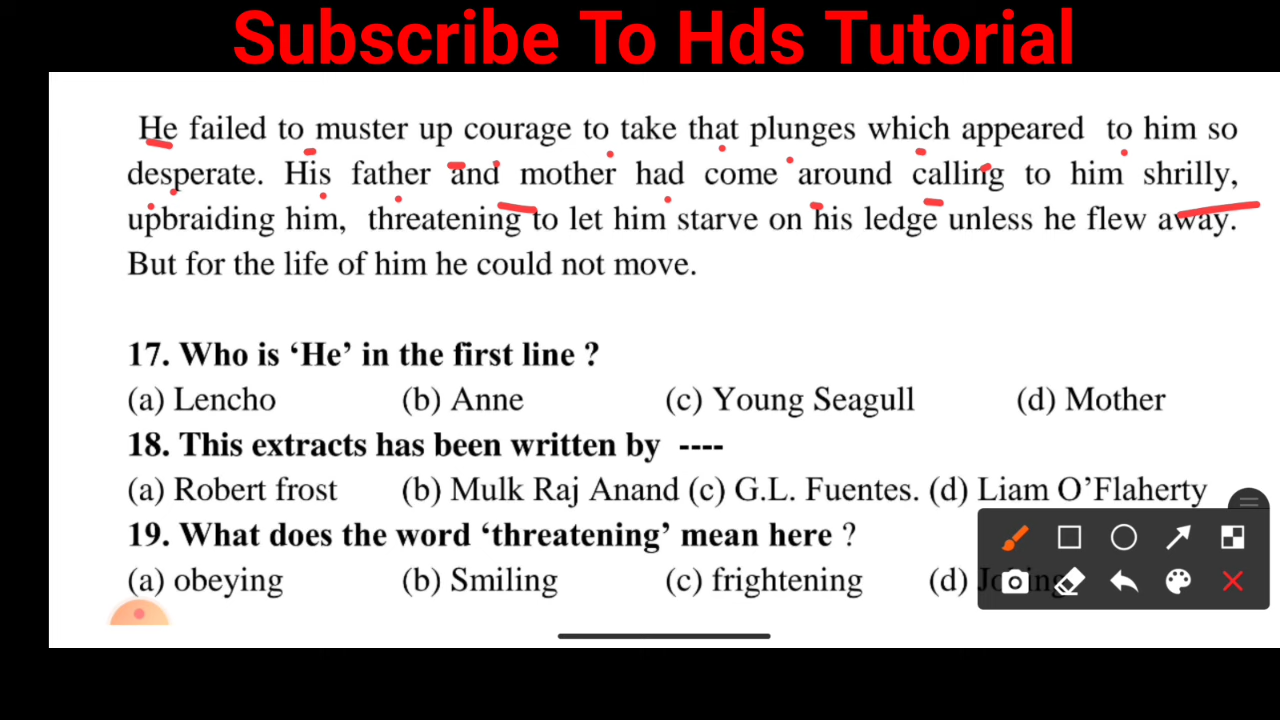 Subscribe To Hds Tutorial
He failed to muster up courage to take that plunges which appeared to him so
desperate. His father and mother had come around calling to him shrilly,
upbraiding him, threatening to let him starve on his ledge unless he flew away.
But for the life of him he could not move.
17. Who is ‘He’ in the first line ?
(a) Lencho (b) Anne (c) Young Seagull (d) Mother
18. This extracts has been written by ----
(a) Robert frost (b) Mulk Raj Anand (c) G.L. Fuentes. (d) Liam O’Flaherty
19. What does the word ‘threatening’ mean here ?
(a) obeying (b) Smiling (c) frightening (d)